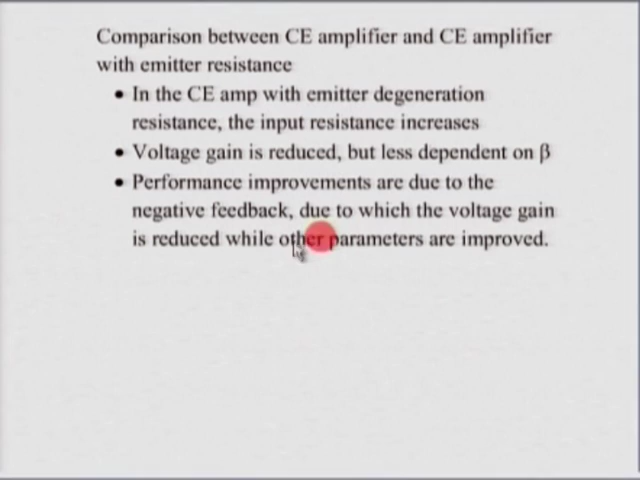 Comparison between CE amplifier and CE amplifier
with emitter resistance
• In the CE amp with emitter degeneration
resistance, the input resistance increases
• Voltage gain is reduced, but less dependent on β
• Performance improvements are due to the
negative feedback, due to which the voltage gain
is reduced while other parameters are improved.